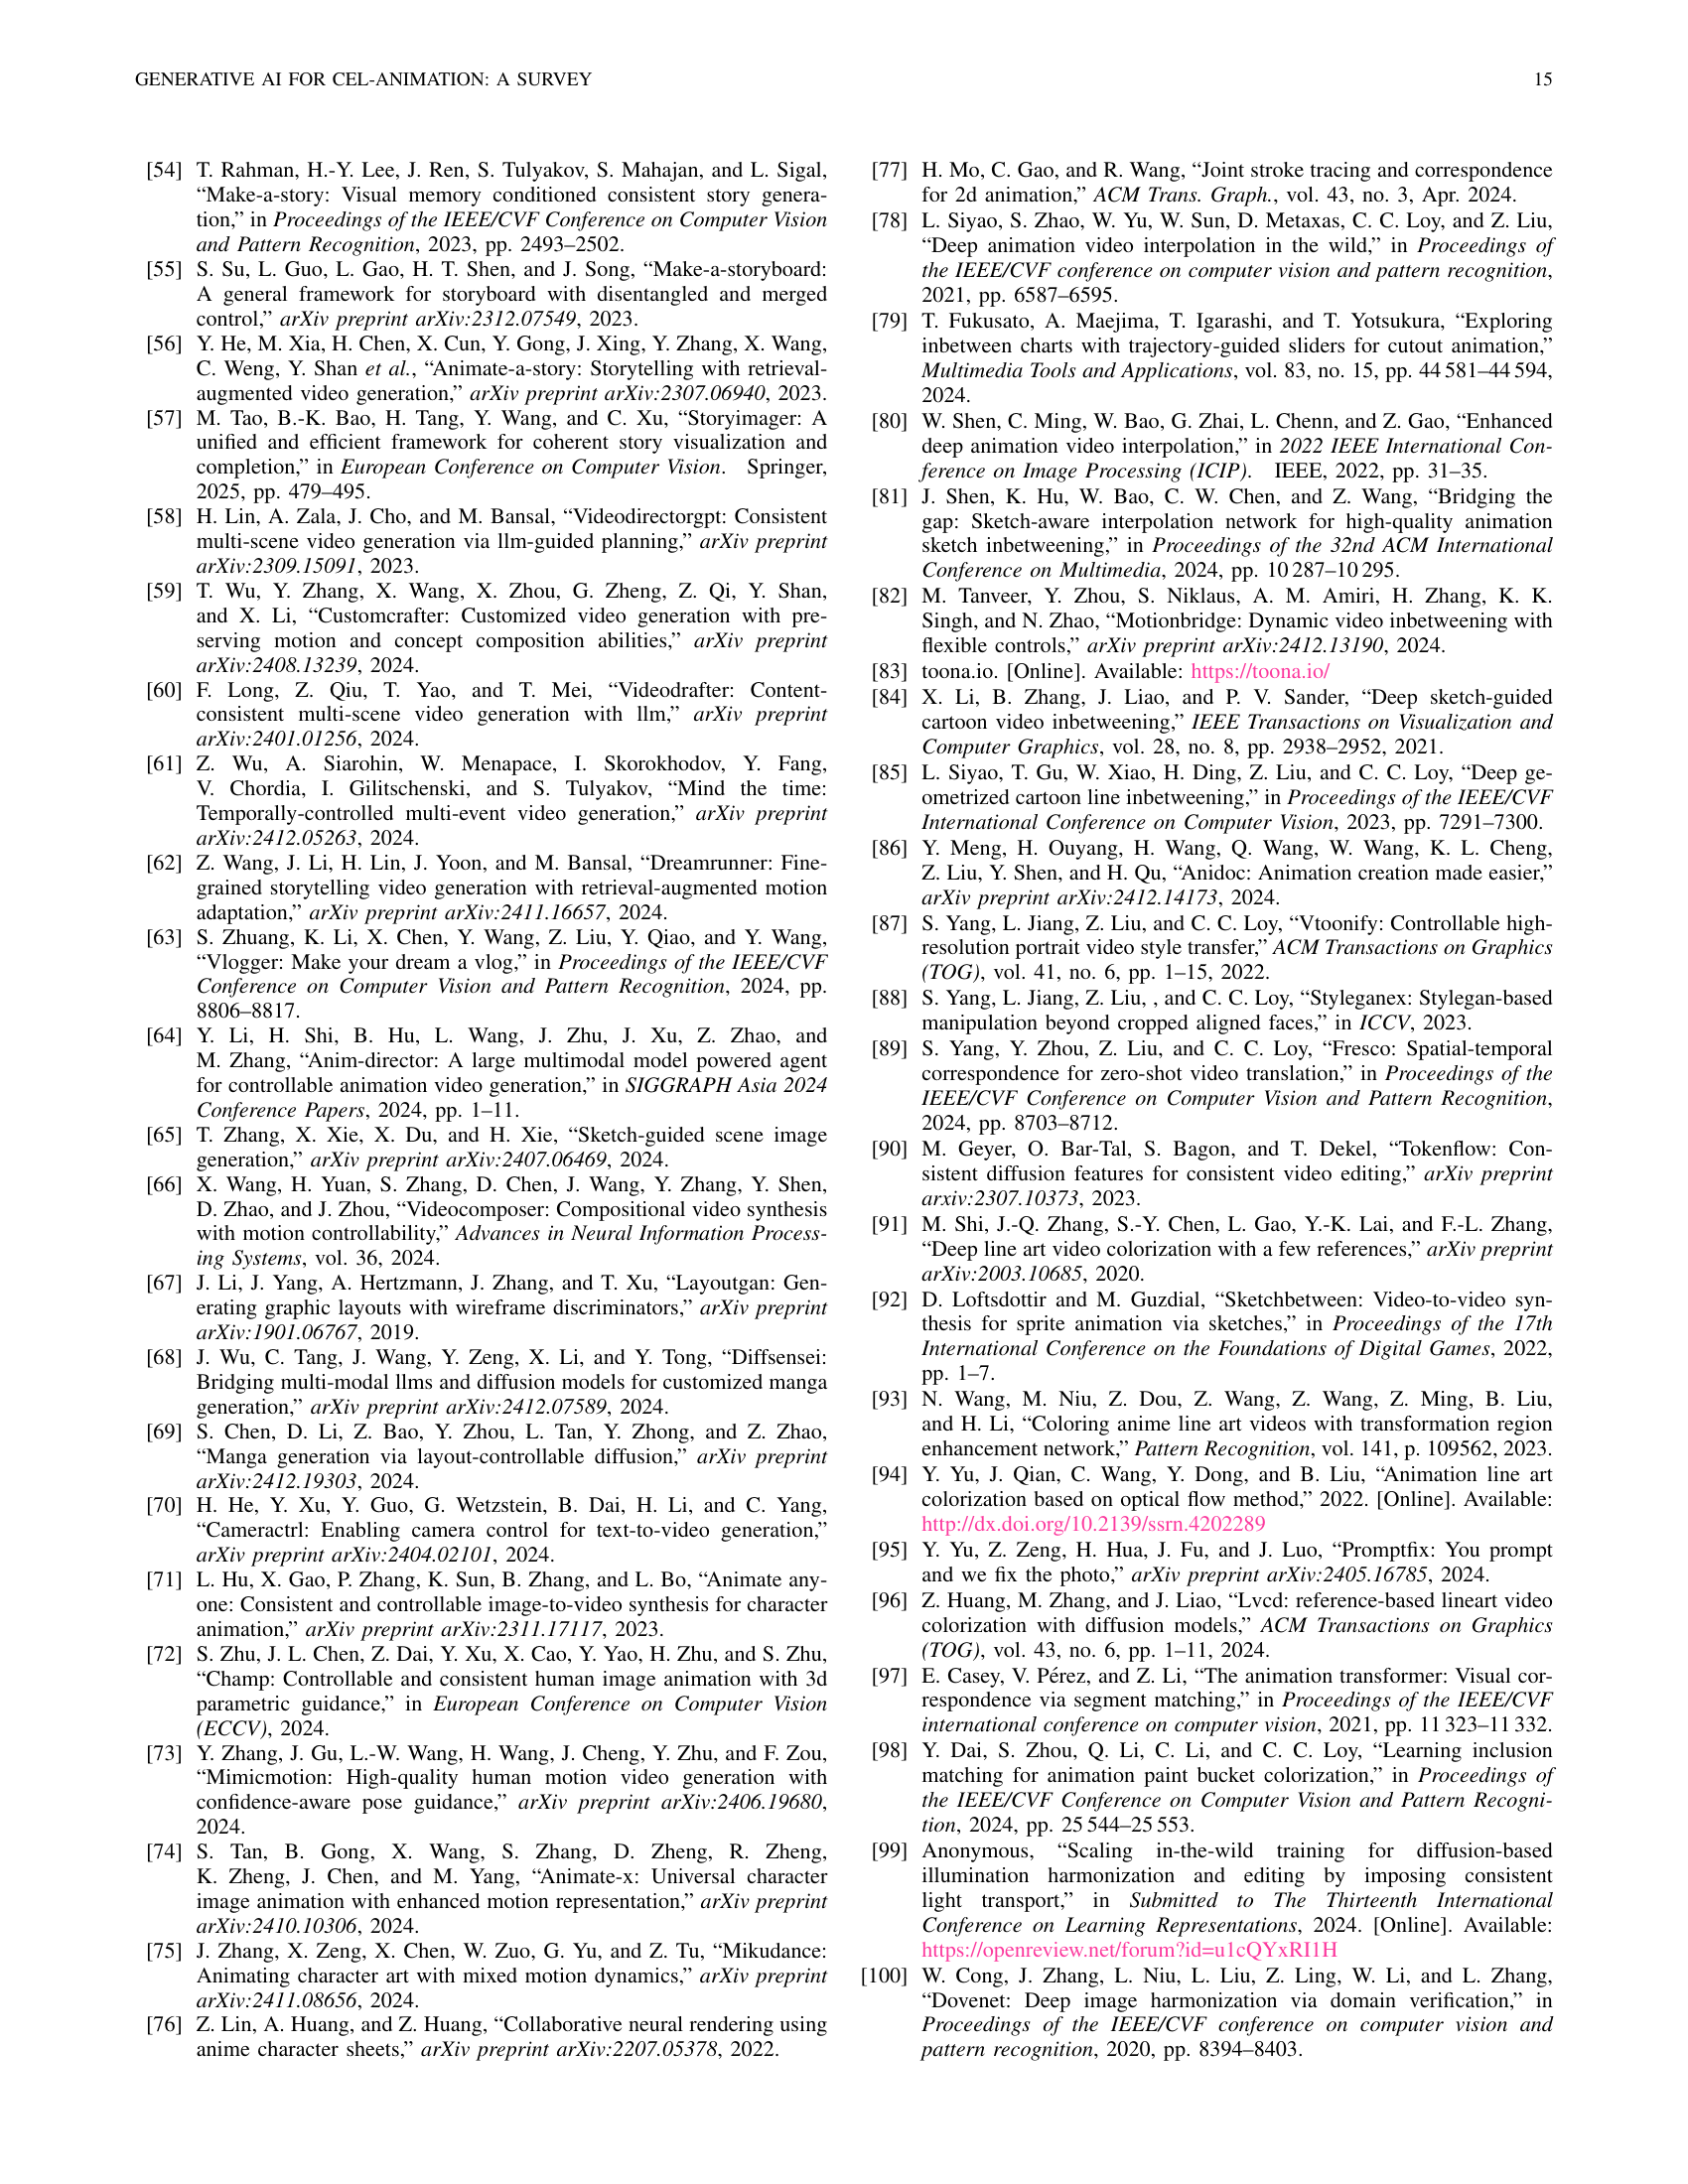 GENERATIVE AI FOR CEL-ANIMATION: A SURVEY
15
[54] T. Rahman, H.-Y. Lee, J. Ren, S. Tulyakov, S. Mahajan, and L. Sigal,
“Make-a-story: Visual memory conditioned consistent story genera-
tion,” in Proceedings of the IEEE/CVF Conference on Computer Vision
and Pattern Recognition, 2023, pp. 2493–2502.
[55] S. Su, L. Guo, L. Gao, H. T. Shen, and J. Song, “Make-a-storyboard:
A general framework for storyboard with disentangled and merged
control,” arXiv preprint arXiv:2312.07549, 2023.
[56] Y. He, M. Xia, H. Chen, X. Cun, Y. Gong, J. Xing, Y. Zhang, X. Wang,
C. Weng, Y. Shan et al., “Animate-a-story: Storytelling with retrieval-
augmented video generation,” arXiv preprint arXiv:2307.06940, 2023.
[57] M. Tao, B.-K. Bao, H. Tang, Y. Wang, and C. Xu, “Storyimager: A
unified and efficient framework for coherent story visualization and
completion,” in European Conference on Computer Vision. Springer,
2025, pp. 479–495.
[58] H. Lin, A. Zala, J. Cho, and M. Bansal, “Videodirectorgpt: Consistent
multi-scene video generation via llm-guided planning,” arXiv preprint
arXiv:2309.15091, 2023.
[59] T. Wu, Y. Zhang, X. Wang, X. Zhou, G. Zheng, Z. Qi, Y. Shan,
and X. Li, “Customcrafter: Customized video generation with pre-
serving motion and concept composition abilities,” arXiv preprint
arXiv:2408.13239, 2024.
[60] F. Long, Z. Qiu, T. Yao, and T. Mei, “Videodrafter: Content-
consistent multi-scene video generation with llm,” arXiv preprint
arXiv:2401.01256, 2024.
[61] Z. Wu, A. Siarohin, W. Menapace, I. Skorokhodov, Y. Fang,
V. Chordia, I. Gilitschenski, and S. Tulyakov, “Mind the time:
Temporally-controlled multi-event video generation,” arXiv preprint
arXiv:2412.05263, 2024.
[62] Z. Wang, J. Li, H. Lin, J. Yoon, and M. Bansal, “Dreamrunner: Fine-
grained storytelling video generation with retrieval-augmented motion
adaptation,” arXiv preprint arXiv:2411.16657, 2024.
[63] S. Zhuang, K. Li, X. Chen, Y. Wang, Z. Liu, Y. Qiao, and Y. Wang,
“Vlogger: Make your dream a vlog,” in Proceedings of the IEEE/CVF
Conference on Computer Vision and Pattern Recognition, 2024, pp.
8806–8817.
[64] Y. Li, H. Shi, B. Hu, L. Wang, J. Zhu, J. Xu, Z. Zhao, and
M. Zhang, “Anim-director: A large multimodal model powered agent
for controllable animation video generation,” in SIGGRAPH Asia 2024
Conference Papers, 2024, pp. 1–11.
[65] T. Zhang, X. Xie, X. Du, and H. Xie, “Sketch-guided scene image
generation,” arXiv preprint arXiv:2407.06469, 2024.
[66] X. Wang, H. Yuan, S. Zhang, D. Chen, J. Wang, Y. Zhang, Y. Shen,
D. Zhao, and J. Zhou, “Videocomposer: Compositional video synthesis
with motion controllability,” Advances in Neural Information Process-
ing Systems, vol. 36, 2024.
[67] J. Li, J. Yang, A. Hertzmann, J. Zhang, and T. Xu, “Layoutgan: Gen-
erating graphic layouts with wireframe discriminators,” arXiv preprint
arXiv:1901.06767, 2019.
[68] J. Wu, C. Tang, J. Wang, Y. Zeng, X. Li, and Y. Tong, “Diffsensei:
Bridging multi-modal llms and diffusion models for customized manga
generation,” arXiv preprint arXiv:2412.07589, 2024.
[69] S. Chen, D. Li, Z. Bao, Y. Zhou, L. Tan, Y. Zhong, and Z. Zhao,
“Manga generation via layout-controllable diffusion,” arXiv preprint
arXiv:2412.19303, 2024.
[70] H. He, Y. Xu, Y. Guo, G. Wetzstein, B. Dai, H. Li, and C. Yang,
“Cameractrl: Enabling camera control for text-to-video generation,”
arXiv preprint arXiv:2404.02101, 2024.
[71] L. Hu, X. Gao, P. Zhang, K. Sun, B. Zhang, and L. Bo, “Animate any-
one: Consistent and controllable image-to-video synthesis for character
animation,” arXiv preprint arXiv:2311.17117, 2023.
[72] S. Zhu, J. L. Chen, Z. Dai, Y. Xu, X. Cao, Y. Yao, H. Zhu, and S. Zhu,
“Champ: Controllable and consistent human image animation with 3d
parametric guidance,” in European Conference on Computer Vision
(ECCV), 2024.
[73] Y. Zhang, J. Gu, L.-W. Wang, H. Wang, J. Cheng, Y. Zhu, and F. Zou,
“Mimicmotion: High-quality human motion video generation with
confidence-aware pose guidance,” arXiv preprint arXiv:2406.19680,
2024.
[74] S. Tan, B. Gong, X. Wang, S. Zhang, D. Zheng, R. Zheng,
K. Zheng, J. Chen, and M. Yang, “Animate-x: Universal character
image animation with enhanced motion representation,” arXiv preprint
arXiv:2410.10306, 2024.
[75] J. Zhang, X. Zeng, X. Chen, W. Zuo, G. Yu, and Z. Tu, “Mikudance:
Animating character art with mixed motion dynamics,” arXiv preprint
arXiv:2411.08656, 2024.
[76] Z. Lin, A. Huang, and Z. Huang, “Collaborative neural rendering using
anime character sheets,” arXiv preprint arXiv:2207.05378, 2022.
[77] H. Mo, C. Gao, and R. Wang, “Joint stroke tracing and correspondence
for 2d animation,” ACM Trans. Graph., vol. 43, no. 3, Apr. 2024.
[78] L. Siyao, S. Zhao, W. Yu, W. Sun, D. Metaxas, C. C. Loy, and Z. Liu,
“Deep animation video interpolation in the wild,” in Proceedings of
the IEEE/CVF conference on computer vision and pattern recognition,
2021, pp. 6587–6595.
[79] T. Fukusato, A. Maejima, T. Igarashi, and T. Yotsukura, “Exploring
inbetween charts with trajectory-guided sliders for cutout animation,”
Multimedia Tools and Applications, vol. 83, no. 15, pp. 44 581–44 594,
2024.
[80] W. Shen, C. Ming, W. Bao, G. Zhai, L. Chenn, and Z. Gao, “Enhanced
deep animation video interpolation,” in 2022 IEEE International Con-
ference on Image Processing (ICIP). IEEE, 2022, pp. 31–35.
[81] J. Shen, K. Hu, W. Bao, C. W. Chen, and Z. Wang, “Bridging the
gap: Sketch-aware interpolation network for high-quality animation
sketch inbetweening,” in Proceedings of the 32nd ACM International
Conference on Multimedia, 2024, pp. 10 287–10 295.
[82] M. Tanveer, Y. Zhou, S. Niklaus, A. M. Amiri, H. Zhang, K. K.
Singh, and N. Zhao, “Motionbridge: Dynamic video inbetweening with
flexible controls,” arXiv preprint arXiv:2412.13190, 2024.
[83] toona.io. [Online]. Available: https://toona.io/
[84] X. Li, B. Zhang, J. Liao, and P. V. Sander, “Deep sketch-guided
cartoon video inbetweening,” IEEE Transactions on Visualization and
Computer Graphics, vol. 28, no. 8, pp. 2938–2952, 2021.
[85] L. Siyao, T. Gu, W. Xiao, H. Ding, Z. Liu, and C. C. Loy, “Deep ge-
ometrized cartoon line inbetweening,” in Proceedings of the IEEE/CVF
International Conference on Computer Vision, 2023, pp. 7291–7300.
[86] Y. Meng, H. Ouyang, H. Wang, Q. Wang, W. Wang, K. L. Cheng,
Z. Liu, Y. Shen, and H. Qu, “Anidoc: Animation creation made easier,”
arXiv preprint arXiv:2412.14173, 2024.
[87] S. Yang, L. Jiang, Z. Liu, and C. C. Loy, “Vtoonify: Controllable high-
resolution portrait video style transfer,” ACM Transactions on Graphics
(TOG), vol. 41, no. 6, pp. 1–15, 2022.
[88] S. Yang, L. Jiang, Z. Liu, , and C. C. Loy, “Styleganex: Stylegan-based
manipulation beyond cropped aligned faces,” in ICCV, 2023.
[89] S. Yang, Y. Zhou, Z. Liu, and C. C. Loy, “Fresco: Spatial-temporal
correspondence for zero-shot video translation,” in Proceedings of the
IEEE/CVF Conference on Computer Vision and Pattern Recognition,
2024, pp. 8703–8712.
[90] M. Geyer, O. Bar-Tal, S. Bagon, and T. Dekel, “Tokenflow: Con-
sistent diffusion features for consistent video editing,” arXiv preprint
arxiv:2307.10373, 2023.
[91] M. Shi, J.-Q. Zhang, S.-Y. Chen, L. Gao, Y.-K. Lai, and F.-L. Zhang,
“Deep line art video colorization with a few references,” arXiv preprint
arXiv:2003.10685, 2020.
[92] D. Loftsdottir and M. Guzdial, “Sketchbetween: Video-to-video syn-
thesis for sprite animation via sketches,” in Proceedings of the 17th
International Conference on the Foundations of Digital Games, 2022,
pp. 1–7.
[93] N. Wang, M. Niu, Z. Dou, Z. Wang, Z. Wang, Z. Ming, B. Liu,
and H. Li, “Coloring anime line art videos with transformation region
enhancement network,” Pattern Recognition, vol. 141, p. 109562, 2023.
[94] Y. Yu, J. Qian, C. Wang, Y. Dong, and B. Liu, “Animation line art
colorization based on optical flow method,” 2022. [Online]. Available:
http://dx.doi.org/10.2139/ssrn.4202289
[95] Y. Yu, Z. Zeng, H. Hua, J. Fu, and J. Luo, “Promptfix: You prompt
and we fix the photo,” arXiv preprint arXiv:2405.16785, 2024.
[96] Z. Huang, M. Zhang, and J. Liao, “Lvcd: reference-based lineart video
colorization with diffusion models,” ACM Transactions on Graphics
(TOG), vol. 43, no. 6, pp. 1–11, 2024.
[97] E. Casey, V. Pérez, and Z. Li, “The animation transformer: Visual cor-
respondence via segment matching,” in Proceedings of the IEEE/CVF
international conference on computer vision, 2021, pp. 11 323–11 332.
[98] Y. Dai, S. Zhou, Q. Li, C. Li, and C. C. Loy, “Learning inclusion
matching for animation paint bucket colorization,” in Proceedings of
the IEEE/CVF Conference on Computer Vision and Pattern Recogni-
tion, 2024, pp. 25 544–25 553.
[99] Anonymous, “Scaling in-the-wild training for diffusion-based
illumination harmonization and editing by imposing consistent
light transport,” in Submitted to The Thirteenth International
Conference on Learning Representations, 2024. [Online]. Available:
https://openreview.net/forum?id=u1cQYxRI1H
[100] W. Cong, J. Zhang, L. Niu, L. Liu, Z. Ling, W. Li, and L. Zhang,
“Dovenet: Deep image harmonization via domain verification,” in
Proceedings of the IEEE/CVF conference on computer vision and
pattern recognition, 2020, pp. 8394–8403.